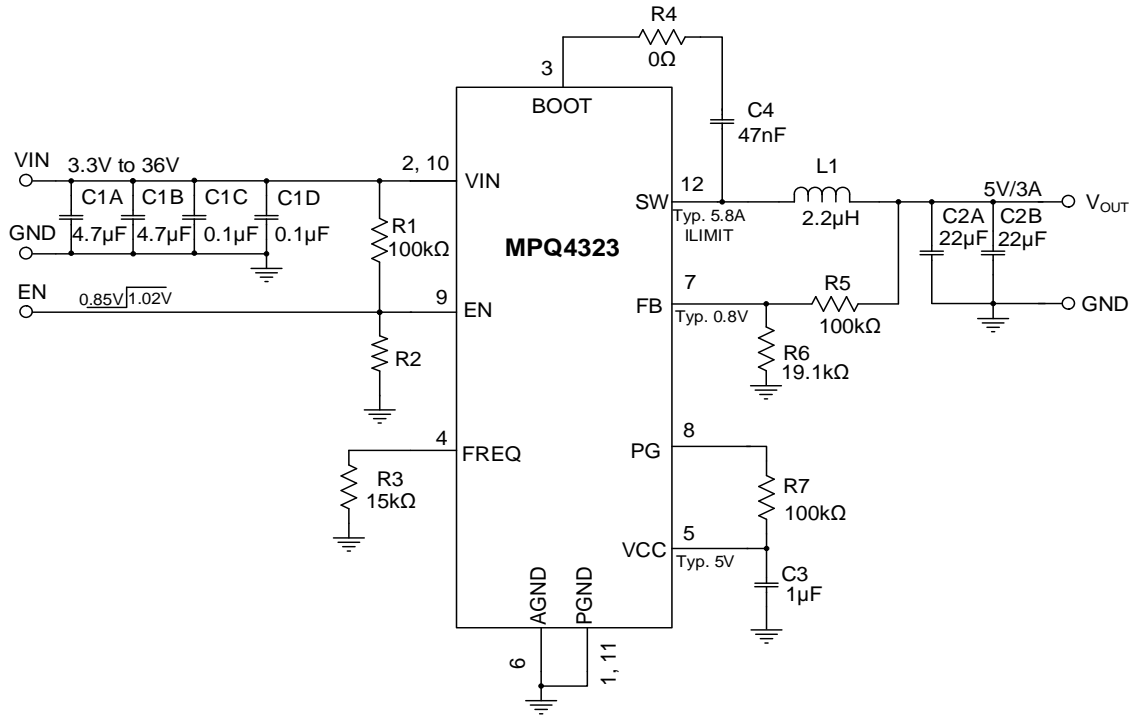 R4
0Ω
3
BOOT
C4
47nF
VIN
3.3V to 36V
2, 10
VIN
C1A
C1B
C1C
C1D
4.7µF
4.7µF
0.1µF
0.1µF
GND
R1
100kΩ
SW
12
Typ. 5.8A
ILIMIT
L1
2.2µH
5V/3A
VOUT
C2A
22µF
C2B
22µF
GND
MPQ4323
EN
0.85V
1.02V
9
EN
R2
FB
7
Typ. 0.8V
R5
100kΩ
R6
19.1kΩ
4
FREQ
R3
15kΩ
PG
8
R7
100kΩ
VCC
5
Typ. 5V
C3
1µF
AGND
PGND
6
1, 11